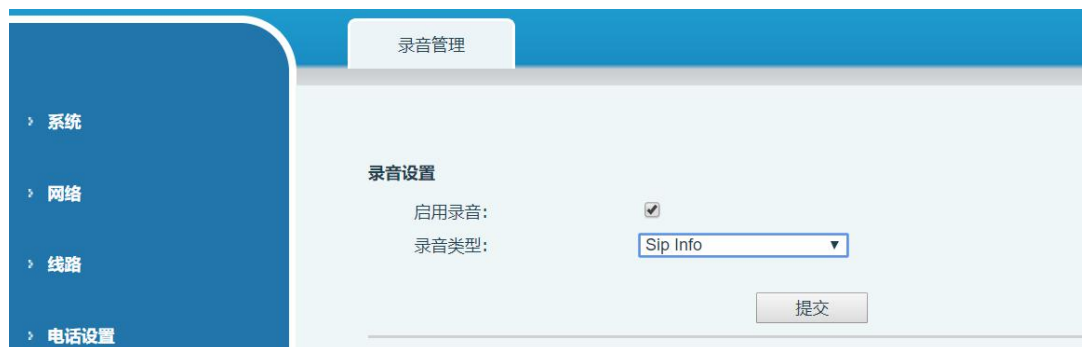 录音管理
系统
网络
线路
电话设置
录音设置
启用录音:
录音类型: Sip Info
提交